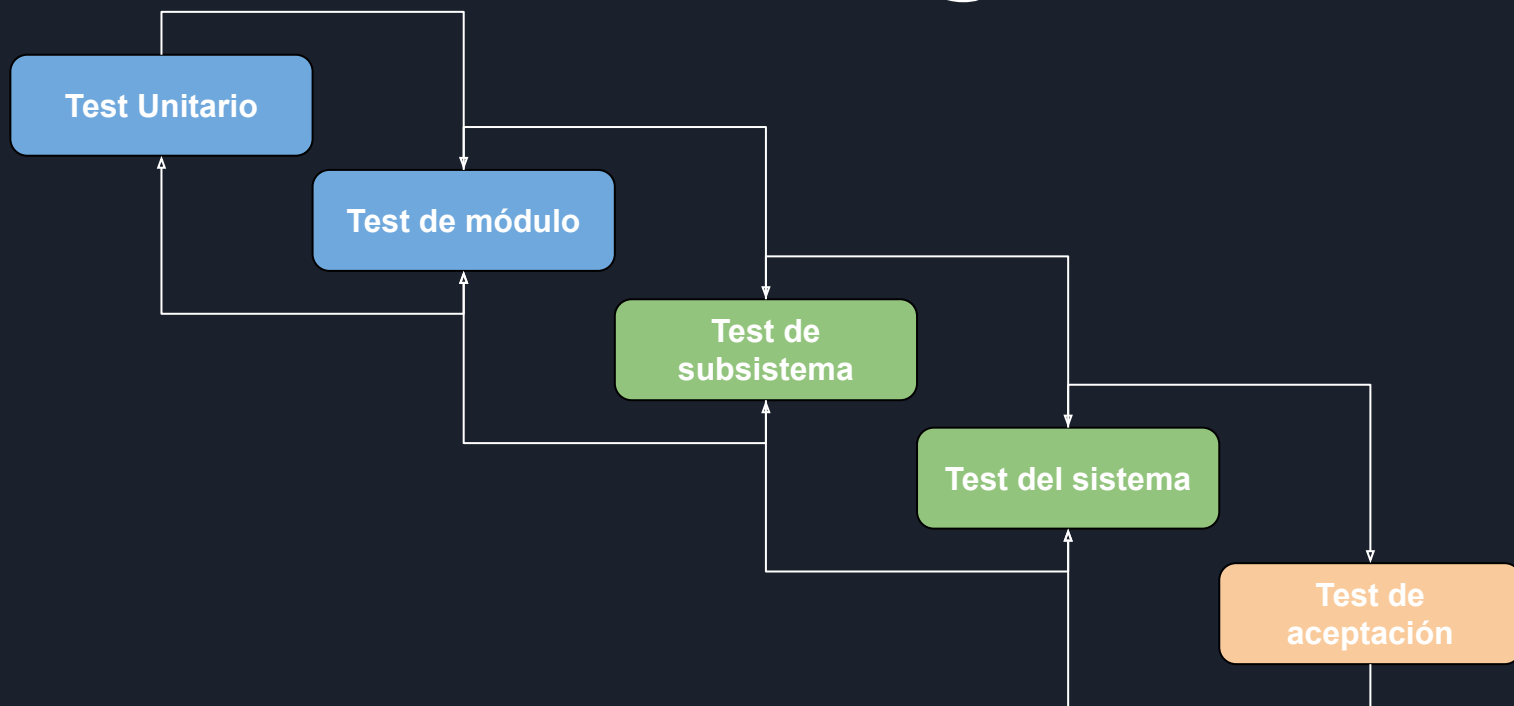 Test Unitario
Test de módulo
Test de
subsistema
Test del sistema
Test de
aceptación